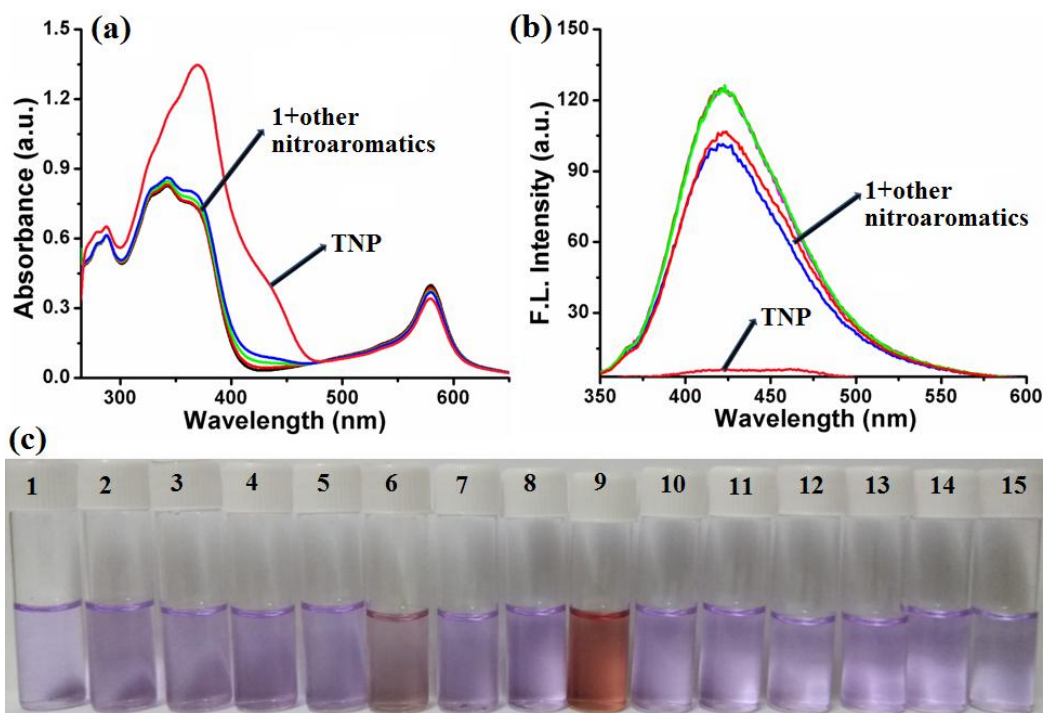 (a)
Absorbance (a.u.)
1.5
1.2
0.9
0.6
0.3
0.0
1+other
nitroaromatics
TNP
300 400 500 600
Wavelength (nm)
(b)
F.L. Intensity (a.u.)
150
120
90
60
30
1+other
nitroaromatics
TNP
350 400 450 500 550 600
Wavelength (nm)
(c)
1 2 3 4 5 6 7 8 9 10 11 12 13 14 15